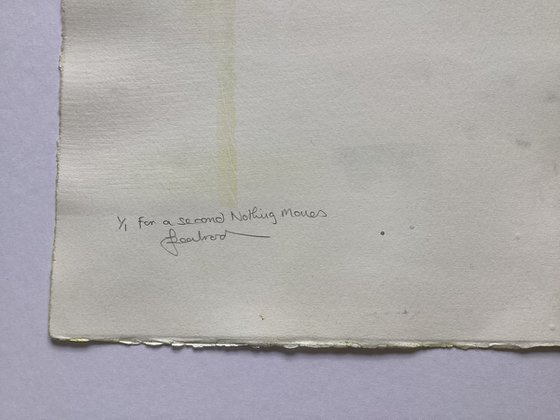 1/1 For a second Nothing Moves